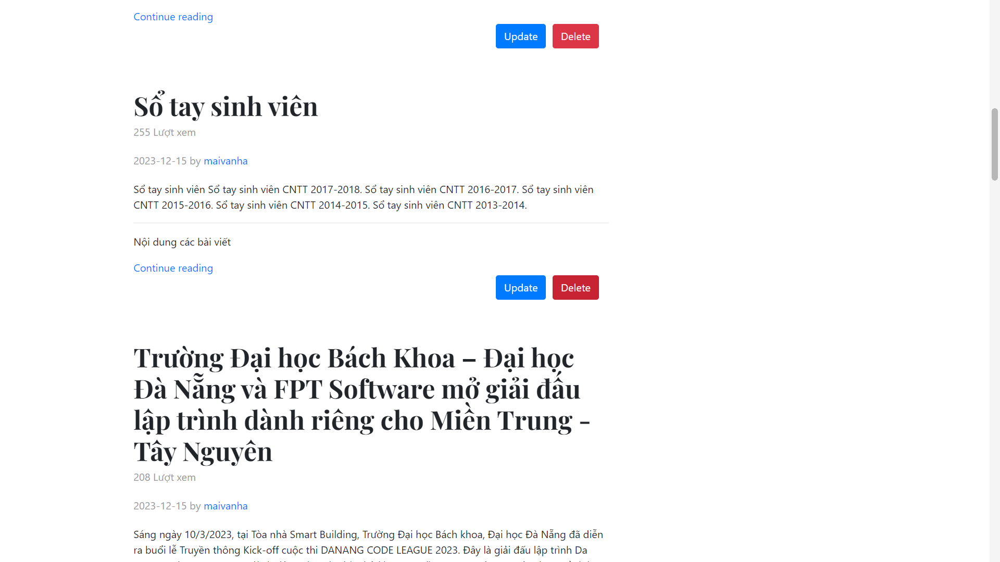 Continue reading
Update Delete
Sổ tay sinh viên
255 Lượt xem
2023-12-15 by maivanha
Sổ tay sinh viên Sổ tay sinh viên CNTT 2017-2018. Sổ tay sinh viên CNTT 2016-2017. Sổ tay sinh viên
CNTT 2015-2016. Sổ tay sinh viên CNTT 2014-2015. Sổ tay sinh viên CNTT 2013-2014.
Nội dung các bài viết
Continue reading
Update Delete
Trường Đại học Bách Khoa – Đại học
Đà Nẵng và FPT Software mở giải đấu
lập trình dành riêng cho Miền Trung -
Tây Nguyên
208 Lượt xem
2023-12-15 by maivanha
Sáng ngày 10/3/2023, tại Tòa nhà Smart Building, Trường Đại học Bách khoa, Đại học Đà Nẵng đã diễn
ra buổi lễ Truyền thông Kick-off cuộc thi DANANG CODE LEAGUE 2023. Đây là giải đấu lập trình Da